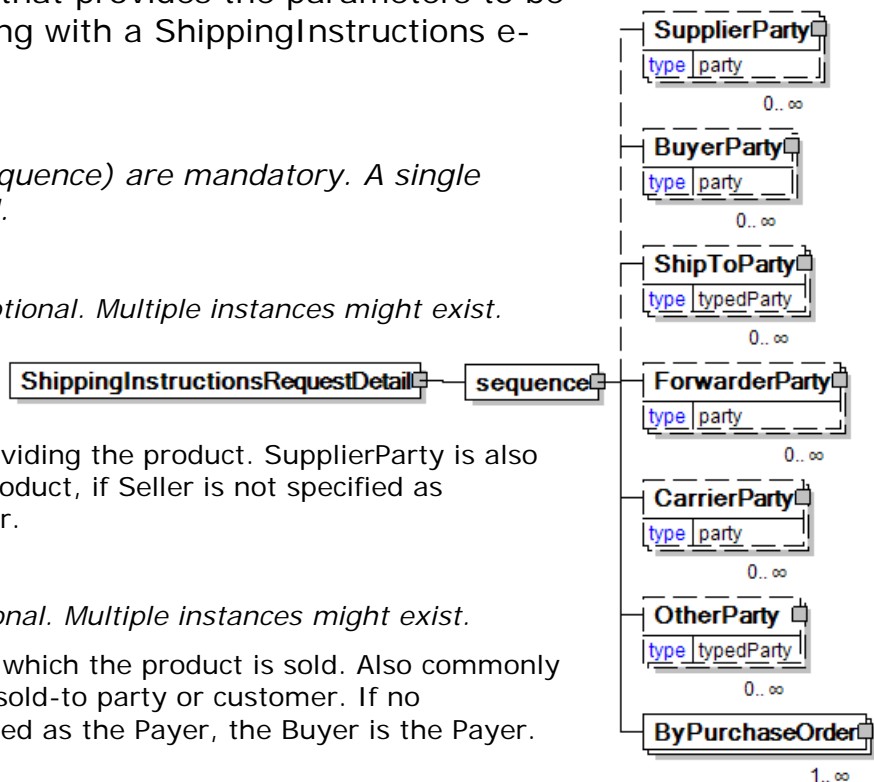 that provides the parameters to be
ng with a ShippingInstructions e-
quence) are mandatory. A single
l.
otional. Multiple instances might exist.
viding the product. SupplierParty is also
oduct, if Seller is not specified as
r.
onal. Multiple instances might exist.
which the product is sold. Also commonly
sold-to party or customer. If no
ed as the Payer, the Buyer is the Payer.
ShippingInstructionsRequestDetail
sequence
SupplierParty
type party
0.. ∞
BuyerParty
type party
0.. ∞
ShipToParty
type typedParty
0.. ∞
ForwarderParty
type party
0.. ∞
CarrierParty
type party
0.. ∞
OtherParty
type typedParty
0.. ∞
ByPurchaseOrder
1.. ∞